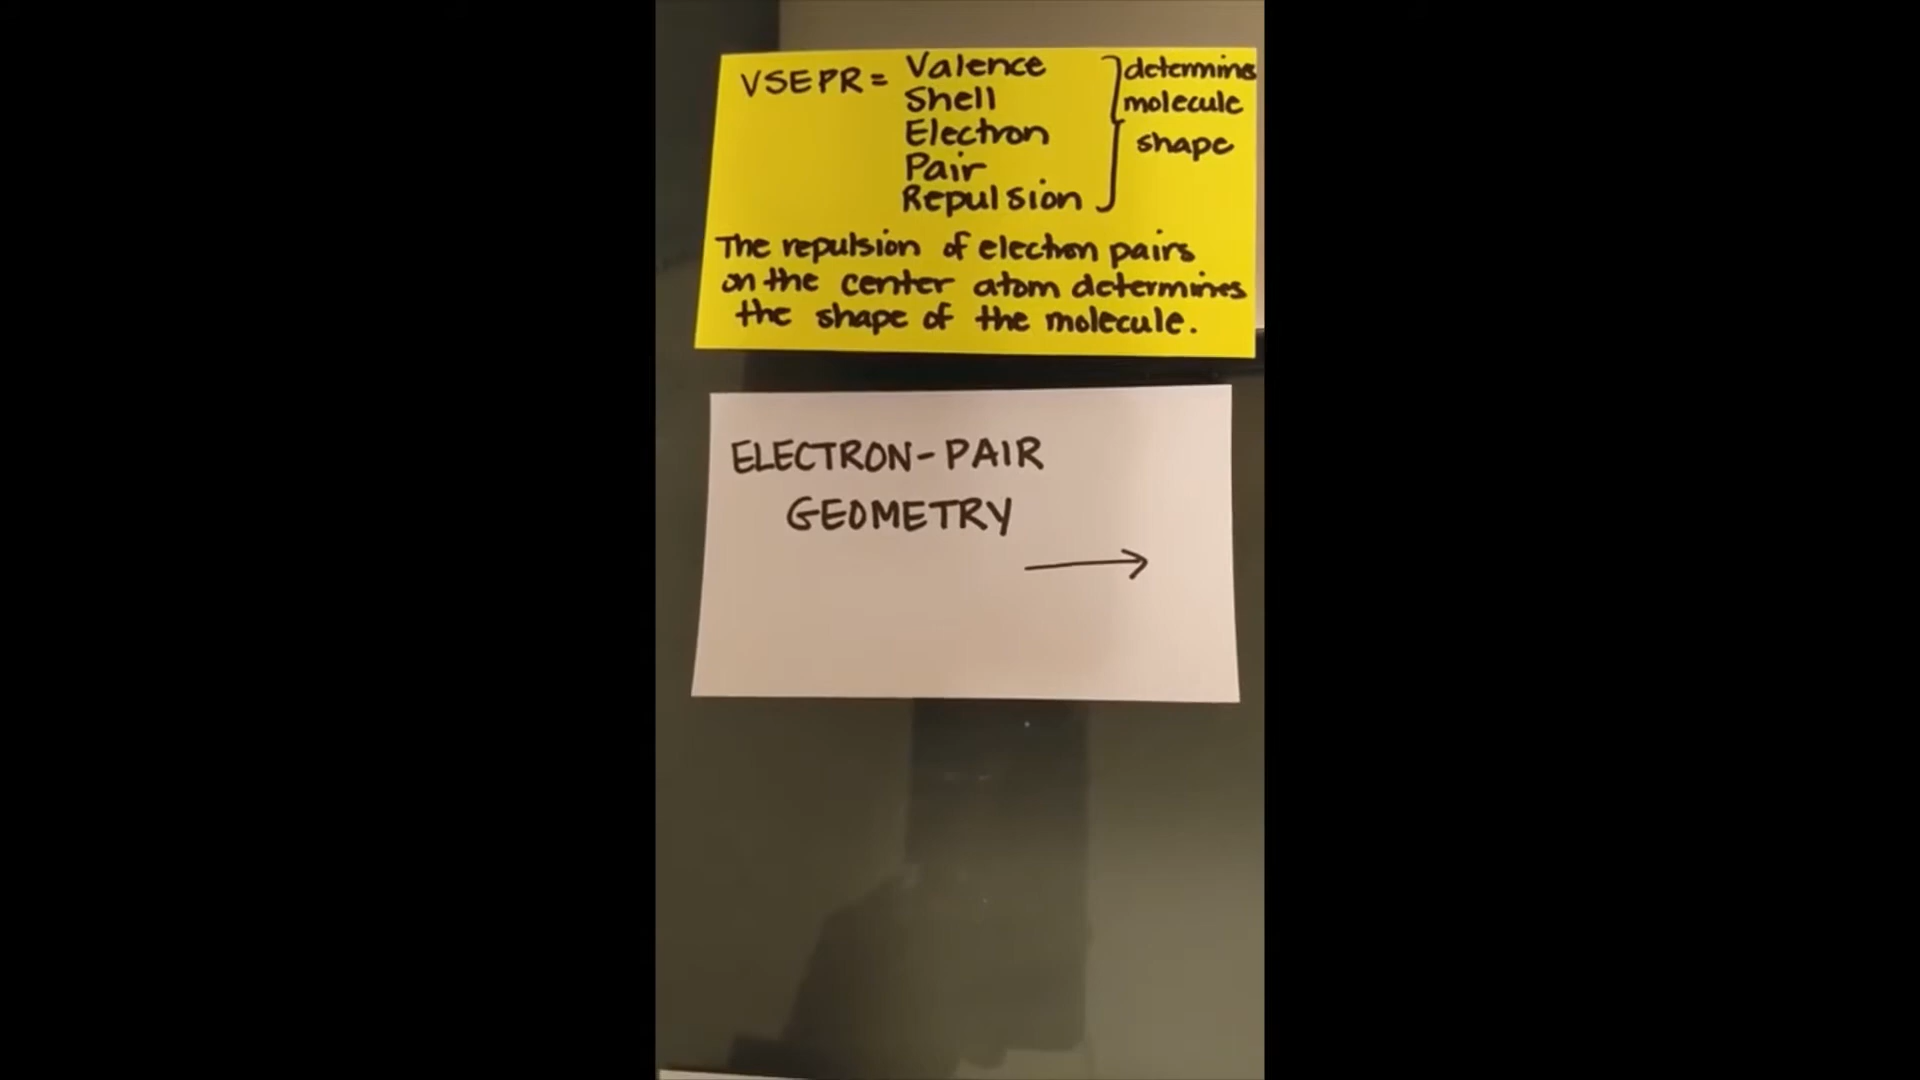 VSEPR = Valence
Shell
Electron
Pair
Repulsion
determines
molecule
shape
The repulsion of electron pairs
on the center atom determines
the shape of the molecule.
ELECTRON-PAIR
GEOMETRY
→